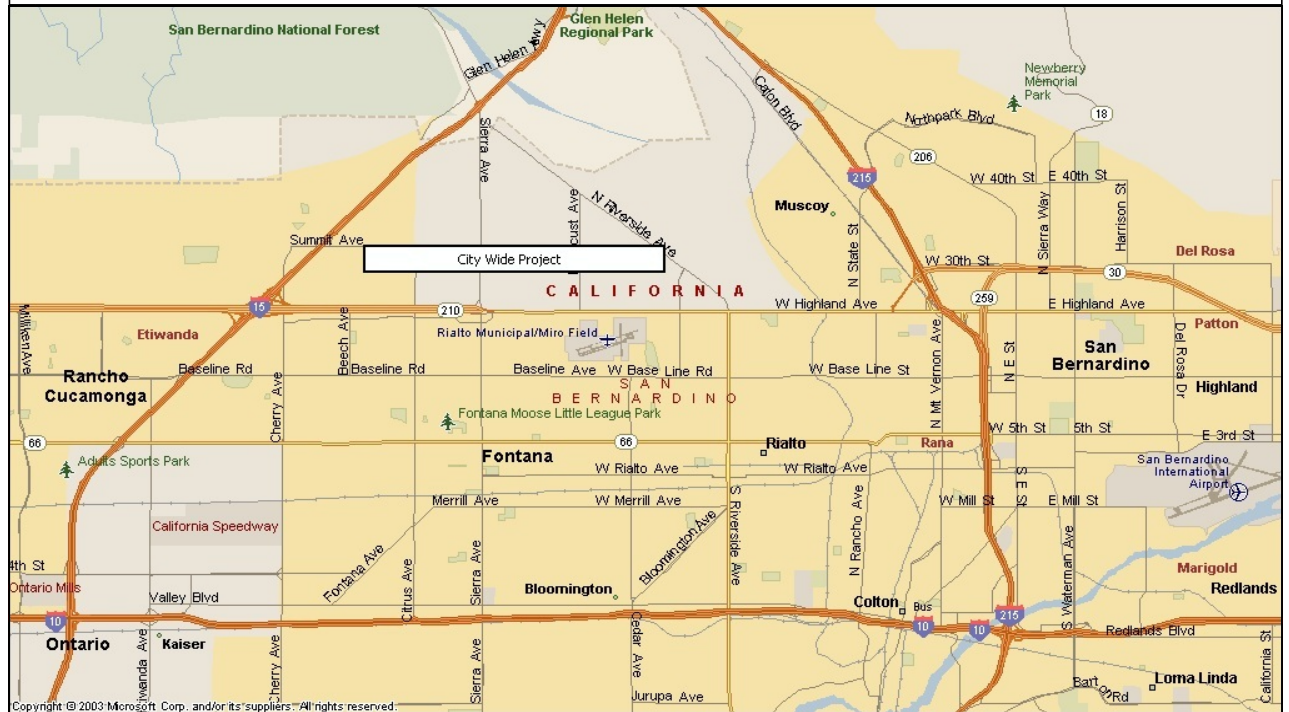 San Bernardino National Forest
Glen Helen
Regional Park
Glen Helen Pkwy
Newberry
Memorial
Park
Cajon Blvd
Northpark Blvd
18
206
Sierra Ave
215
W 40th St
E 40th St
N Riverside Ave
Muscoy
N State St
N Sierra Way
Harrison St
Summit Ave
City Wide Project
W 30th St
Del Rosa
30
CALIFORNIA
15
210
W Highland Ave
259
E Highland Ave
Milliken Ave
Etiwanda
Beech Ave
Rialto Municipal/Miro Field
N Mt Vernon Ave
N E St
San
Bernardino
Patton
Del Rosa Dr
Rancho
Cucamonga
Baseline Rd
Baseline Rd
Baseline Ave
W Base Line Rd
W Base Line St
SAN
BERNARDINO
Highland
Cherry Ave
Fontana Moose Little League Park
66
66
Rialto
Rana
W 5th St
5th St
E 3rd St
Adults Sports Park
Fontana
W Rialto Ave
W Rialto Ave
San Bernardino
International
Airport
S E St
Merrill Ave
W Merrill Ave
S Riverside Ave
W Mill St
E Mill St
California Speedway
Bloomington Ave
N Rancho Ave
S Waterman Ave
4th St
Fontana Ave
Citrus Ave
Sierra Ave
Marigold
Ontario Mills
Valley Blvd
Bloomington
Colton
Bus
Redlands
10
10
10
215
Redlands Blvd
Ontario
Kaiser
Cherry Ave
Sierra Ave
Cedar Ave
California St
Jurupa Ave
Barton Rd
Loma Linda
Copyright © 2003 Microsoft Corp. and/or its suppliers. All rights reserved.